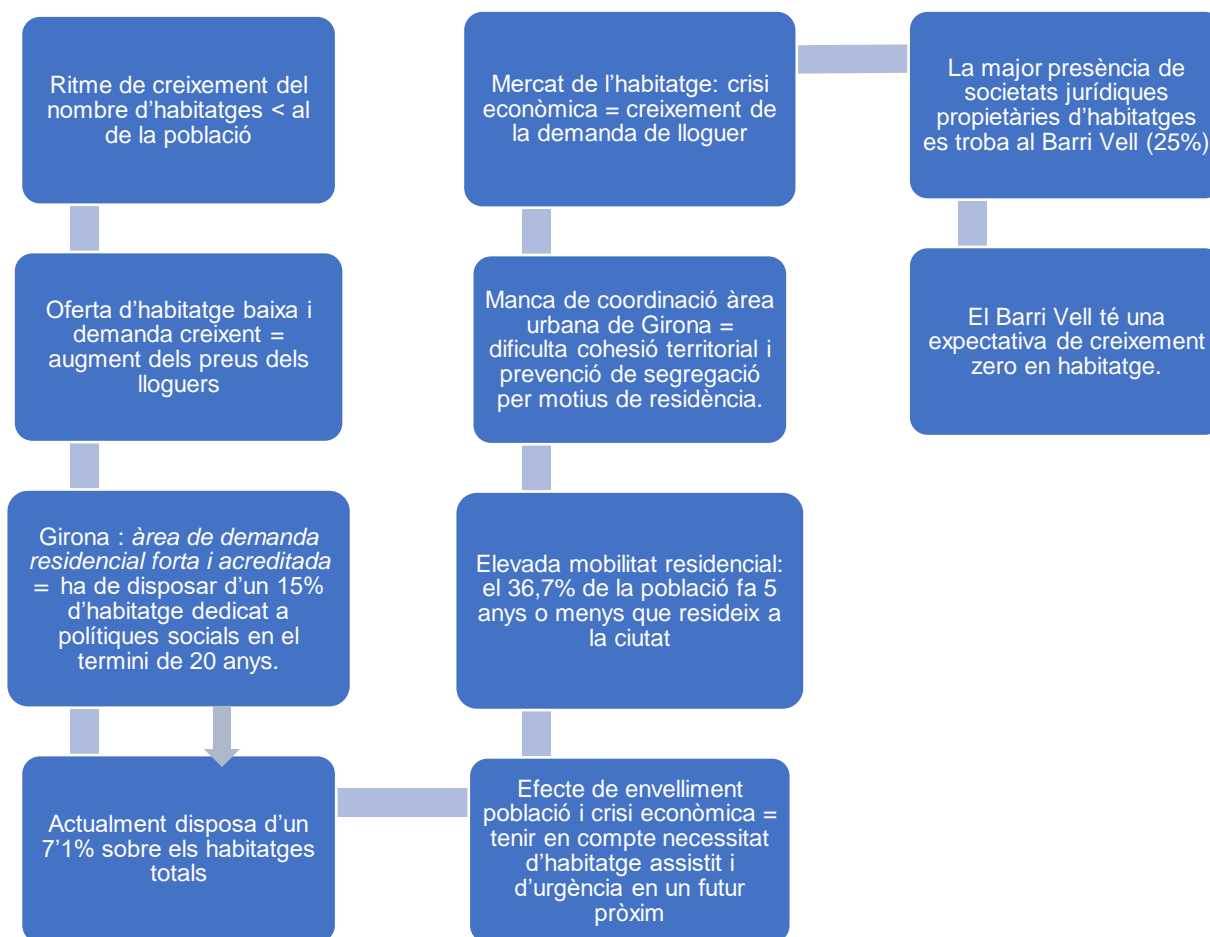 Ritme de creixement del
nombre d’habitatges < al
de la població
Oferta d’habitatge baixa i
demanda creixent =
augment dels preus dels
lloguers
Girona : àrea de demanda
residencial forta i acreditada
= ha de disposar d’un 15%
d’habitatge dedicat a
polítiques socials en el
termini de 20 anys.
Actualment disposa d’un
7’1% sobre els habitatges
totals
Efecte de envelliment
població i crisi econòmica =
tenir en compte necessitat
d’habitatge assistit i
d’urgència en un futur
pròxim
Elevada mobilitat residencial:
el 36,7% de la població fa 5
anys o menys que resideix a
la ciutat
Manca de coordinació àrea
urbana de Girona =
dificulta cohesió territorial i
prevenció de segregació
per motius de residència.
Mercat de l’habitatge: crisi
econòmica = creixement de
la demanda de lloguer
La major presència de
societats jurídiques
propietàries d’habitatges
es troba al Barri Vell (25%)
El Barri Vell té una
expectativa de creixement
zero en habitatge.